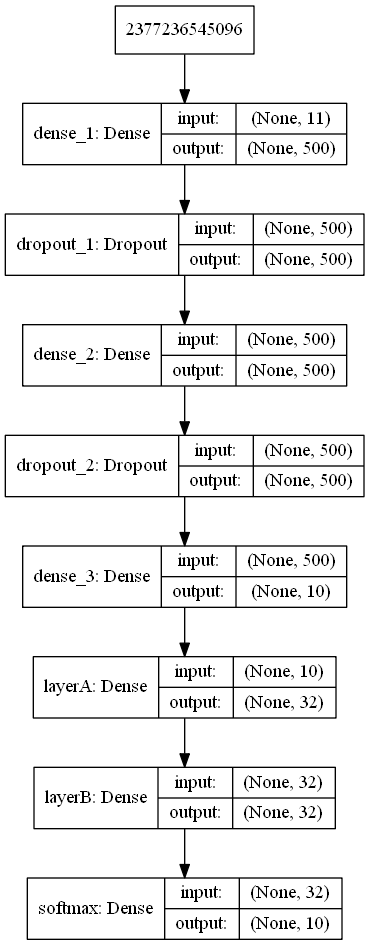 2377236545096
dense_1: Dense
input: (None, 11)
output: (None, 500)
dropout_1: Dropout
input: (None, 500)
output: (None, 500)
dense_2: Dense
input: (None, 500)
output: (None, 500)
dropout_2: Dropout
input: (None, 500)
output: (None, 500)
dense_3: Dense
input: (None, 500)
output: (None, 10)
layerA: Dense
input: (None, 10)
output: (None, 32)
layerB: Dense
input: (None, 32)
output: (None, 32)
softmax: Dense
input: (None, 32)
output: (None, 10)